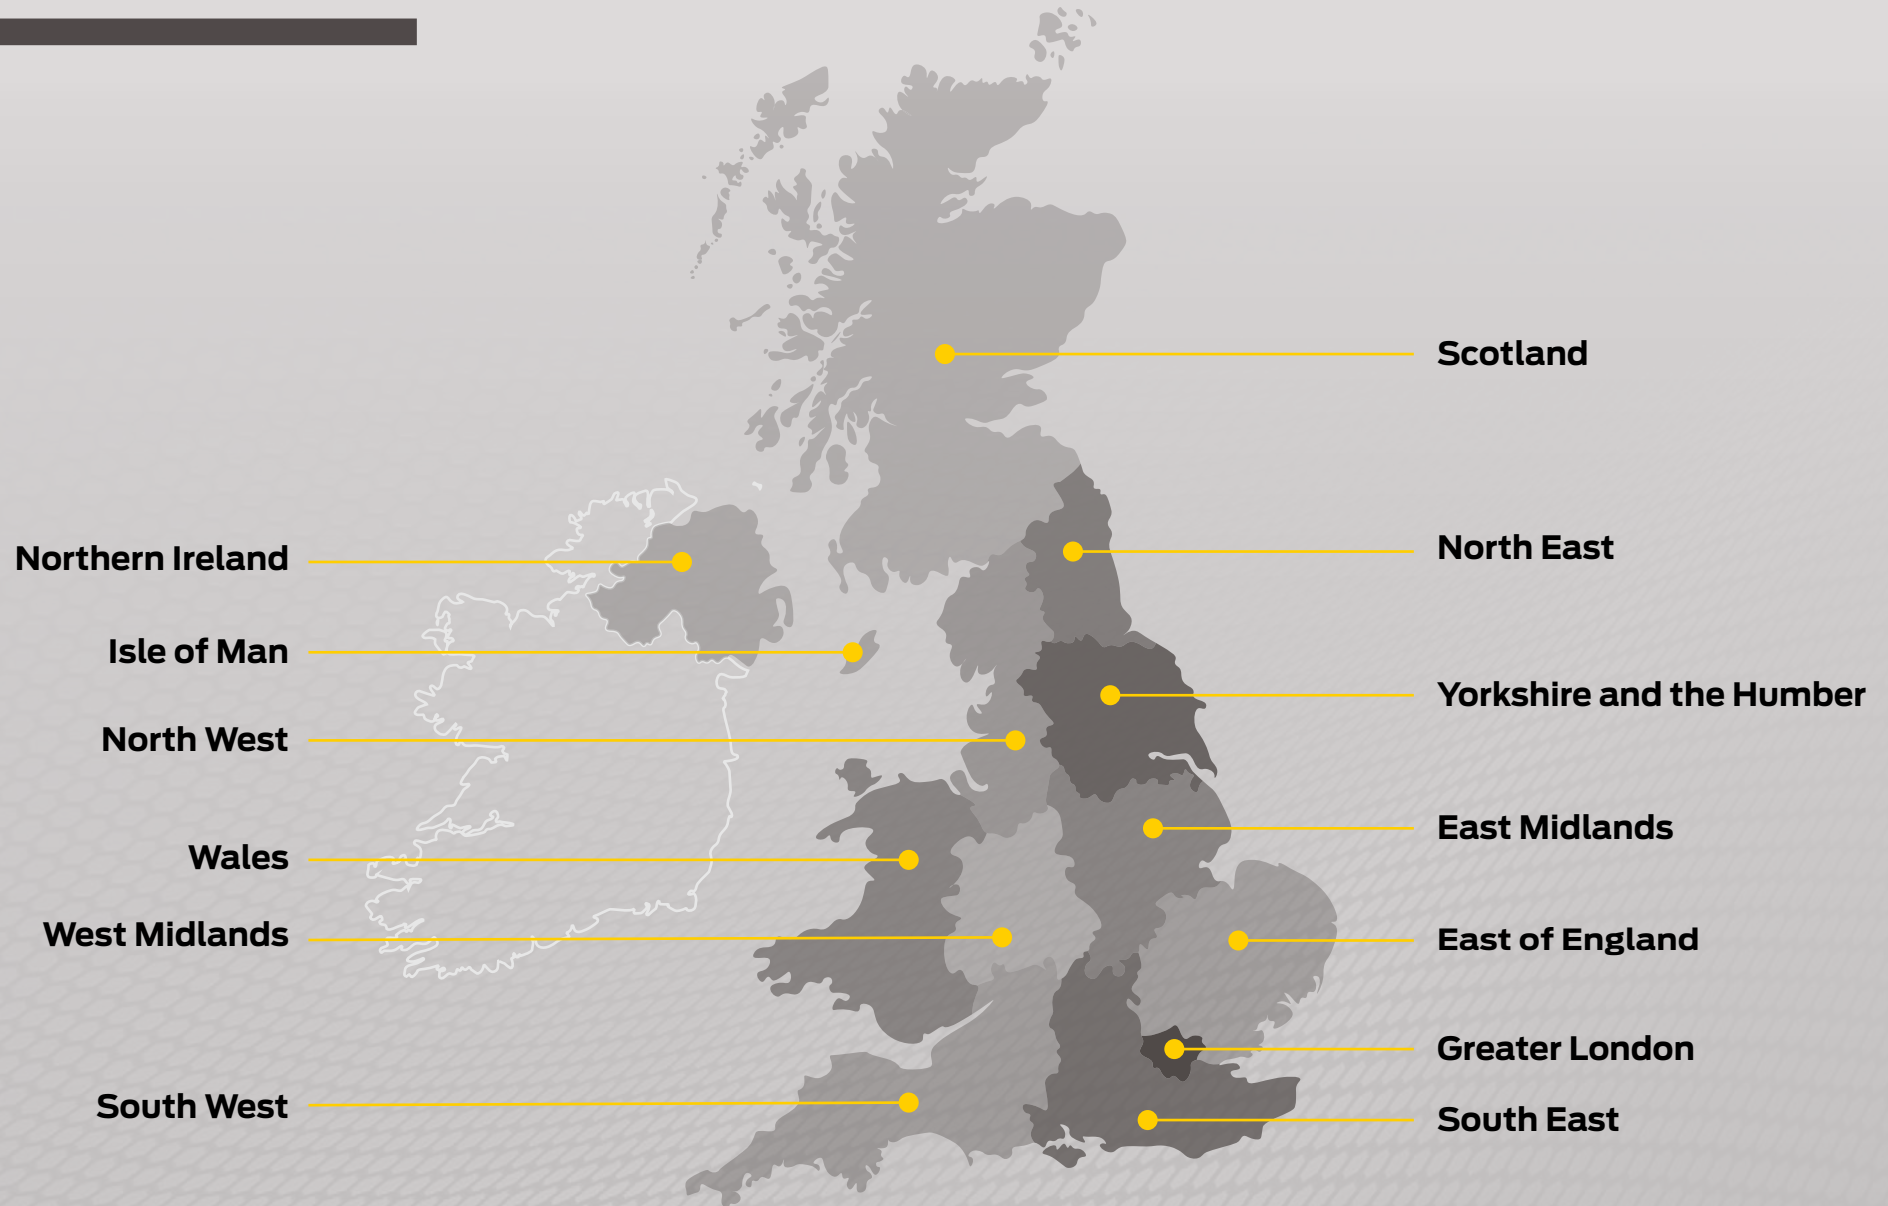 Scotland
North East
Northern Ireland
Isle of Man
Yorkshire and the Humber
North West
East Midlands
Wales
West Midlands
East of England
Greater London
South West
South East